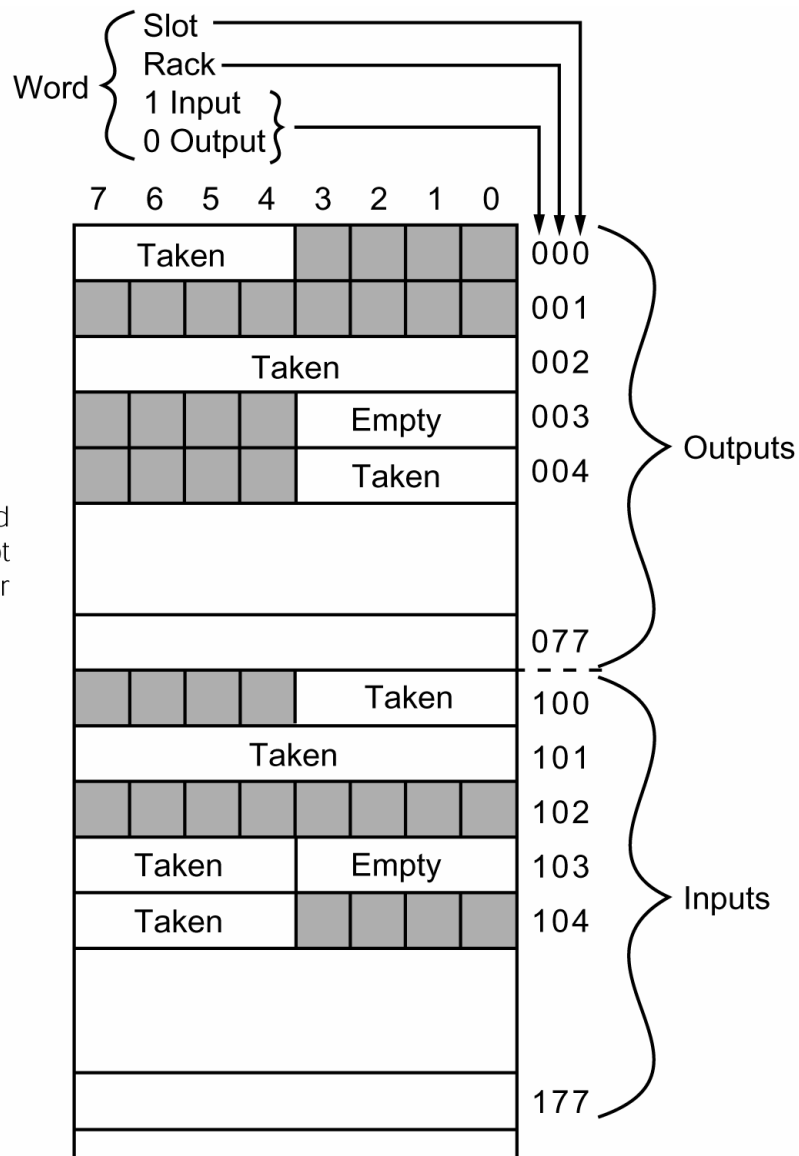 Slot
Rack
Word
1 Input
0 Output
7 6 5 4 3 2 1 0
Taken 000
001
Taken 002
Empty 003
Taken 004
Outputs
077
Taken 100
Taken 101
102
Taken Empty 103
Taken 104
Inputs
177